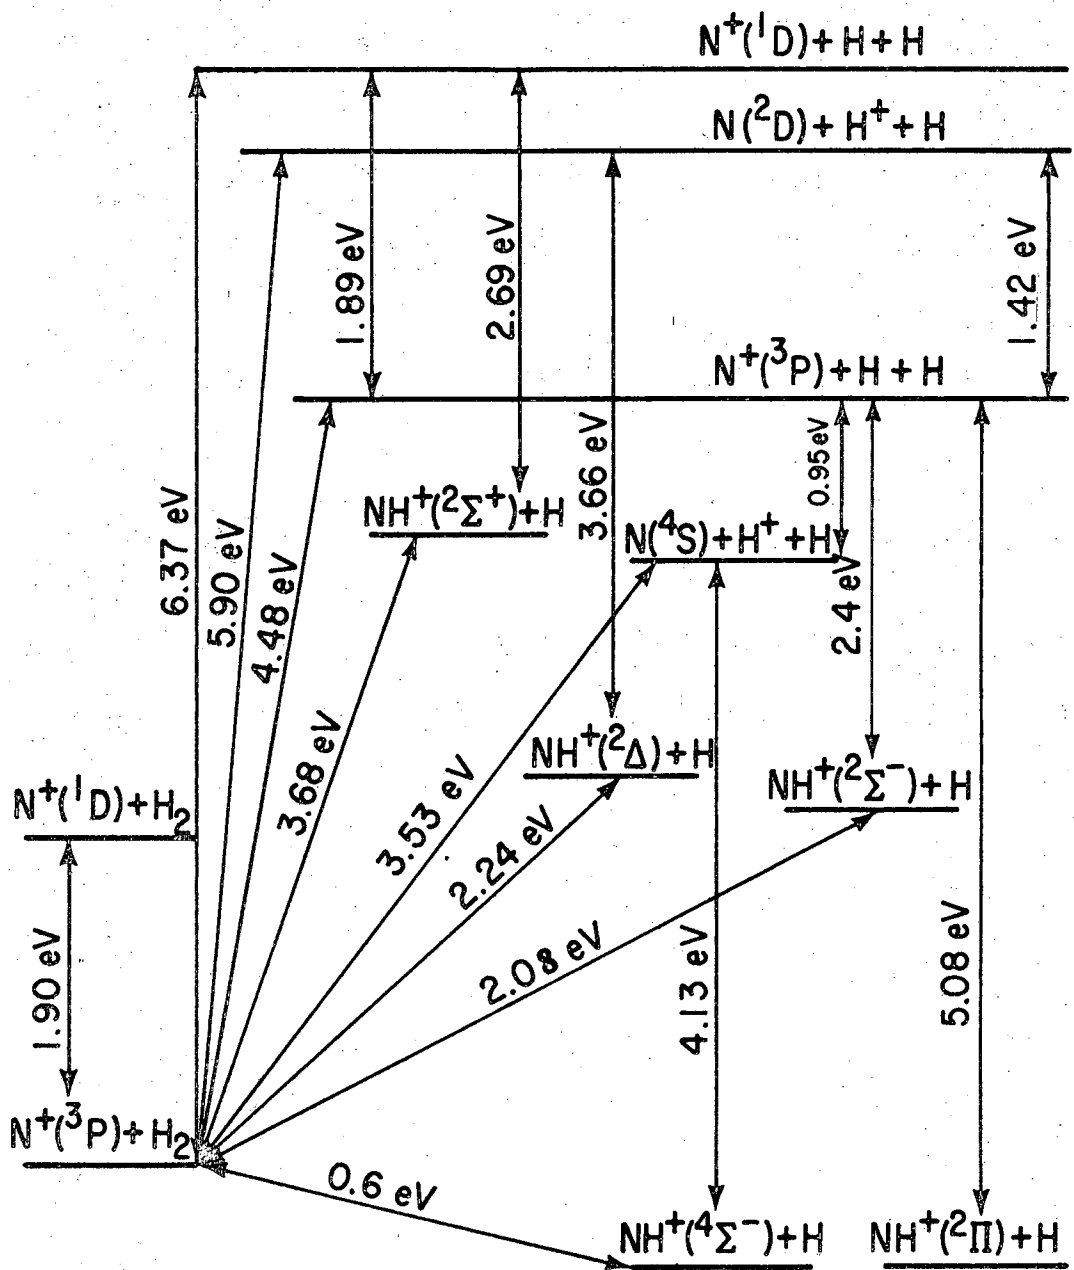 N⁺(¹D)+H+H
N(²D)+H⁺+H
1.89 eV
2.69 eV
1.42 eV
N⁺(³P)+H+H
6.37 eV
5.90 eV
4.48 eV
3.66 eV
0.95 eV
NH⁺(²Σ⁺)+H
N(⁴S)+H⁺+H
2.4 eV
3.68 eV
3.53 eV
NH⁺(²Δ)+H
NH⁺(²Σ⁻)+H
N⁺(¹D)+H₂
2.24 eV
1.90 eV
2.08 eV
4.13 eV
5.08 eV
N⁺(³P)+H₂
0.6 eV
NH⁺(⁴Σ⁻)+H
NH⁺(²Π)+H